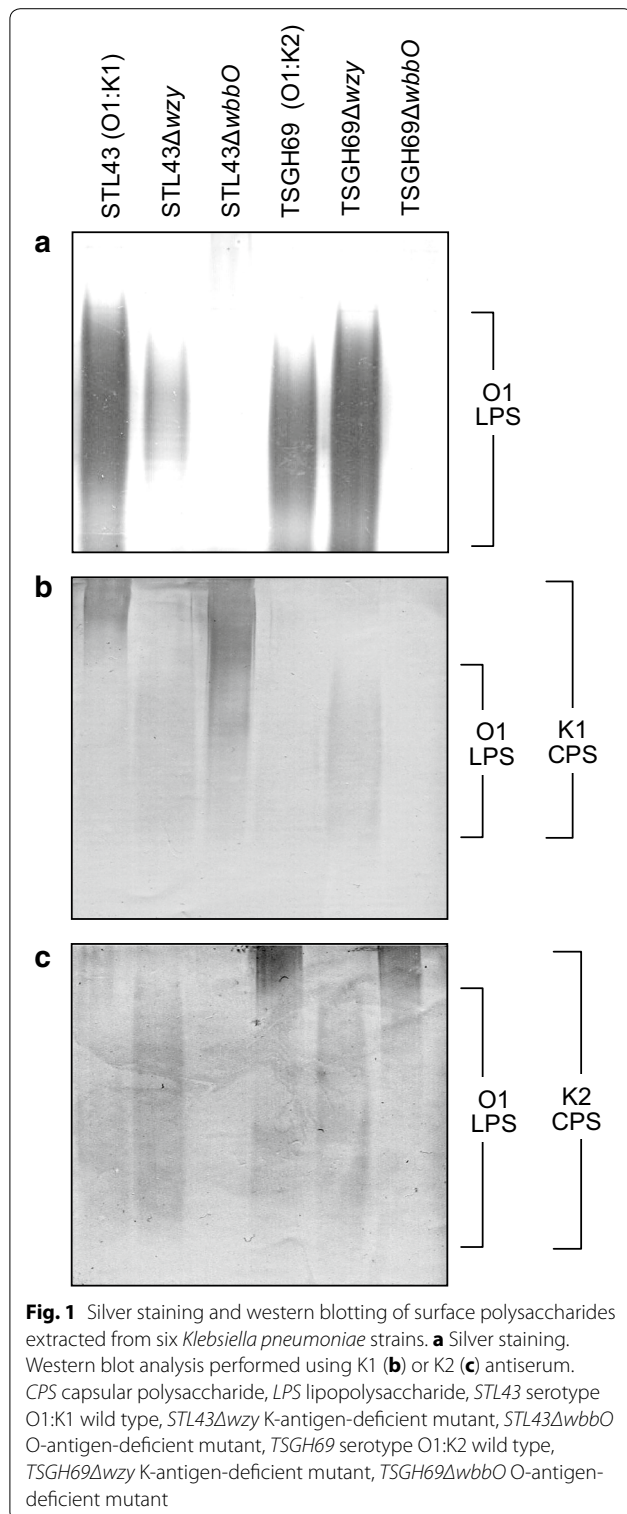 STL43 (O1:K1)
STL43Δwzy
STL43ΔwbbO
TSGH69 (O1:K2)
TSGH69Δwzy
TSGH69ΔwbbO
a
O1
LPS
b
O1
LPS
K1
CPS
c
O1
LPS
K2
CPS
Fig. 1 Silver staining and western blotting of surface polysaccharides
extracted from six Klebsiella pneumoniae strains. a Silver staining.
Western blot analysis performed using K1 (b) or K2 (c) antiserum.
CPS capsular polysaccharide, LPS lipopolysaccharide, STL43 serotype
O1:K1 wild type, STL43Δwzy K-antigen-deficient mutant, STL43ΔwbbO
O-antigen-deficient mutant, TSGH69 serotype O1:K2 wild type,
TSGH69Δwzy K-antigen-deficient mutant, TSGH69ΔwbbO O-antigen-
deficient mutant